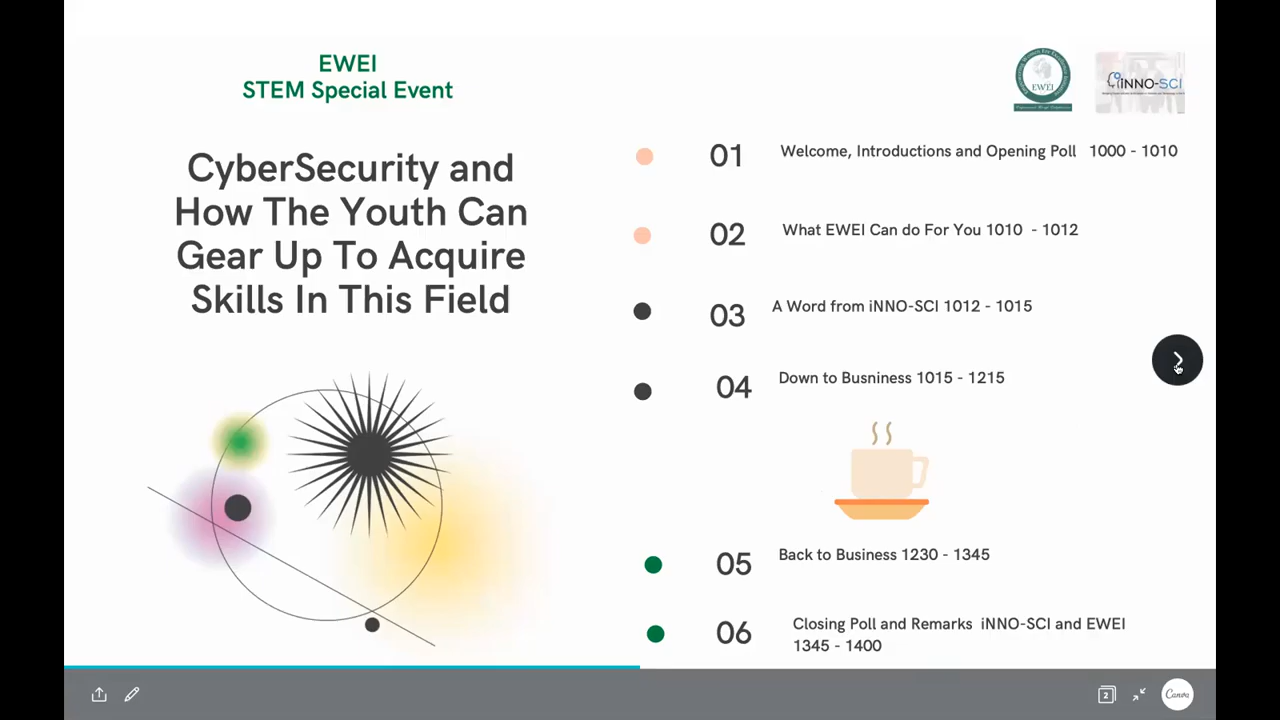 EWEI
STEM Special Event
CyberSecurity and
How The Youth Can
Gear Up To Acquire
Skills In This Field
EWEI
iNNO-SCI
01 Welcome, Introductions and Opening Poll 1000 - 1010
02 What EWEI Can do For You 1010 - 1012
03 A Word from iNNO-SCI 1012 - 1015
04 Down to Busniness 1015 - 1215
05 Back to Business 1230 - 1345
06 Closing Poll and Remarks iNNO-SCI and EWEI
1345 - 1400
2
Canva